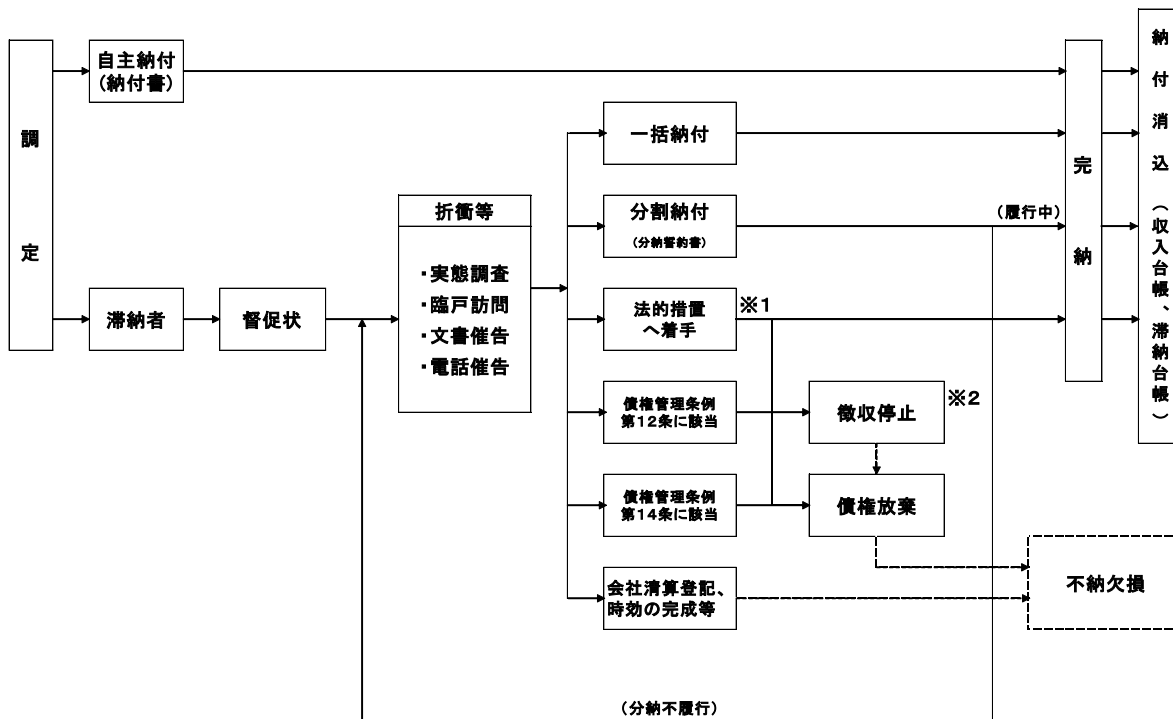 調定
自主納付
(納付書)
滞納者
督促状
折衝等
・実態調査
・臨戸訪問
・文書催告
・電話催告
一括納付
分割納付
(分納誓約書)
(履行中)
法的措置
へ着手
※1
債権管理条例
第12条に該当
徴収停止
※2
債権管理条例
第14条に該当
債権放棄
会社清算登記、
時効の完成等
不納欠損
(分納不履行)
完納
納付消込(収入台帳、滞納台帳)